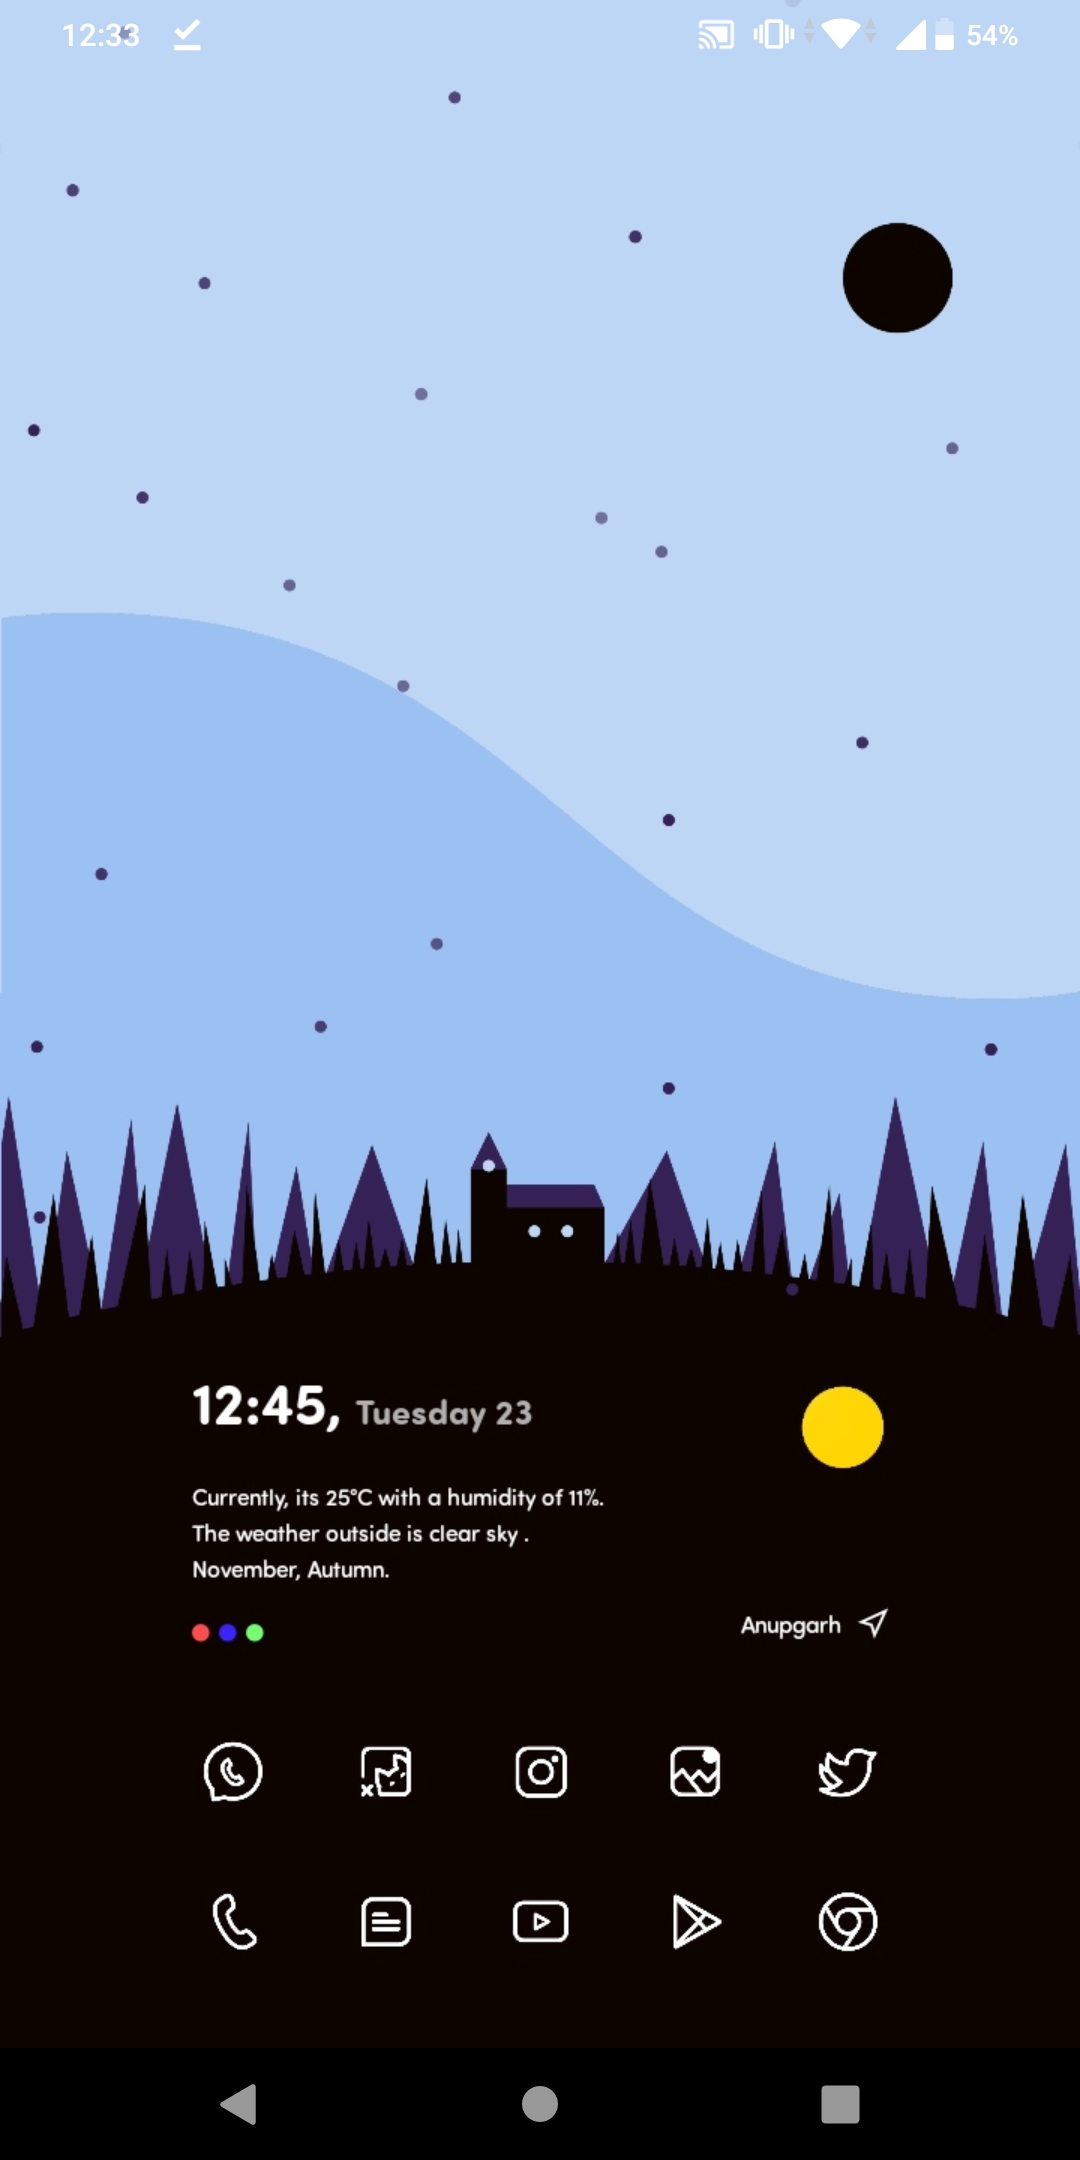 12:33 54%
12:45, Tuesday 23
Currently, its 25°C with a humidity of 11%.
The weather outside is clear sky .
November, Autumn.
Anupgarh